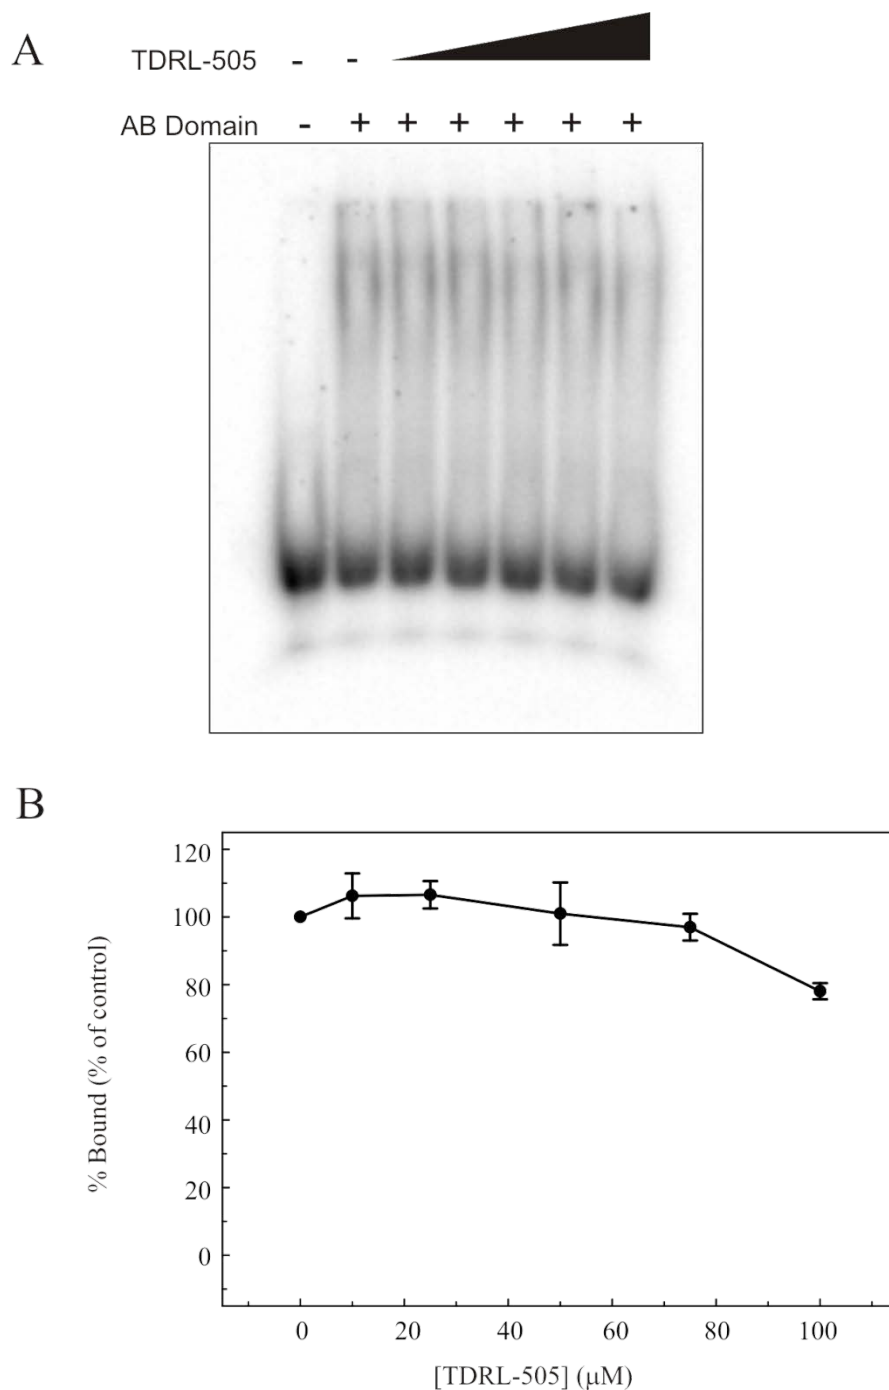 A
TDRL-505 - -
AB Domain - + + + + + +
B
120
100
80
60
40
20
0
% Bound (% of control)
0 20 40 60 80 100
[TDRL-505] (μM)